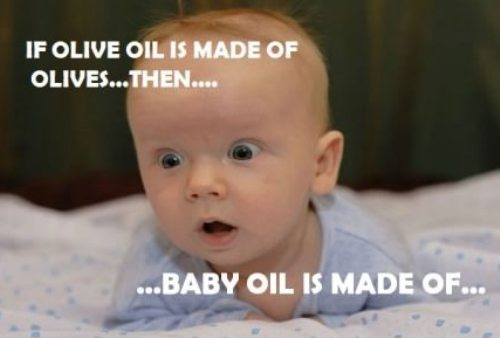 IF OLIVE OIL IS MADE OF
OLIVES...THEN....
...BABY OIL IS MADE OF...